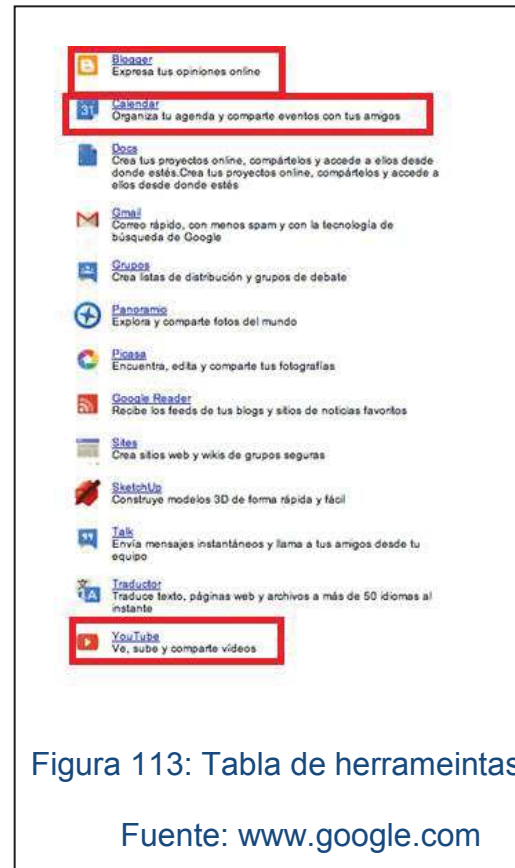 Blogger
Expresa tus opiniones online
31
Calendar
Organiza tu agenda y comparte eventos con tus amigos
Docs
Crea tus proyectos online, compártelos y accede a ellos desde
donde estés.Crea tus proyectos online, compártelos y accede a
ellos desde donde estés
Gmail
Correo rápido, con menos spam y con la tecnología de
búsqueda de Google
Grupos
Crea listas de distribución y grupos de debate
Panoramio
Explora y comparte fotos del mundo
Picasa
Encuentra, edita y comparte tus fotografías
Google Reader
Recibe los feeds de tus blogs y sitios de noticias favoritos
Sites
Crea sitios web y wikis de grupos seguras
SketchUp
Construye modelos 3D de forma rápida y fácil
Talk
Envía mensajes instantáneos y llama a tus amigos desde tu
equipo
文A
Traductor
Traduce texto, páginas web y archivos a más de 50 idiomas al
instante
YouTube
Ve, sube y comparte vídeos
Figura 113: Tabla de herrameintas
Fuente: www.google.com